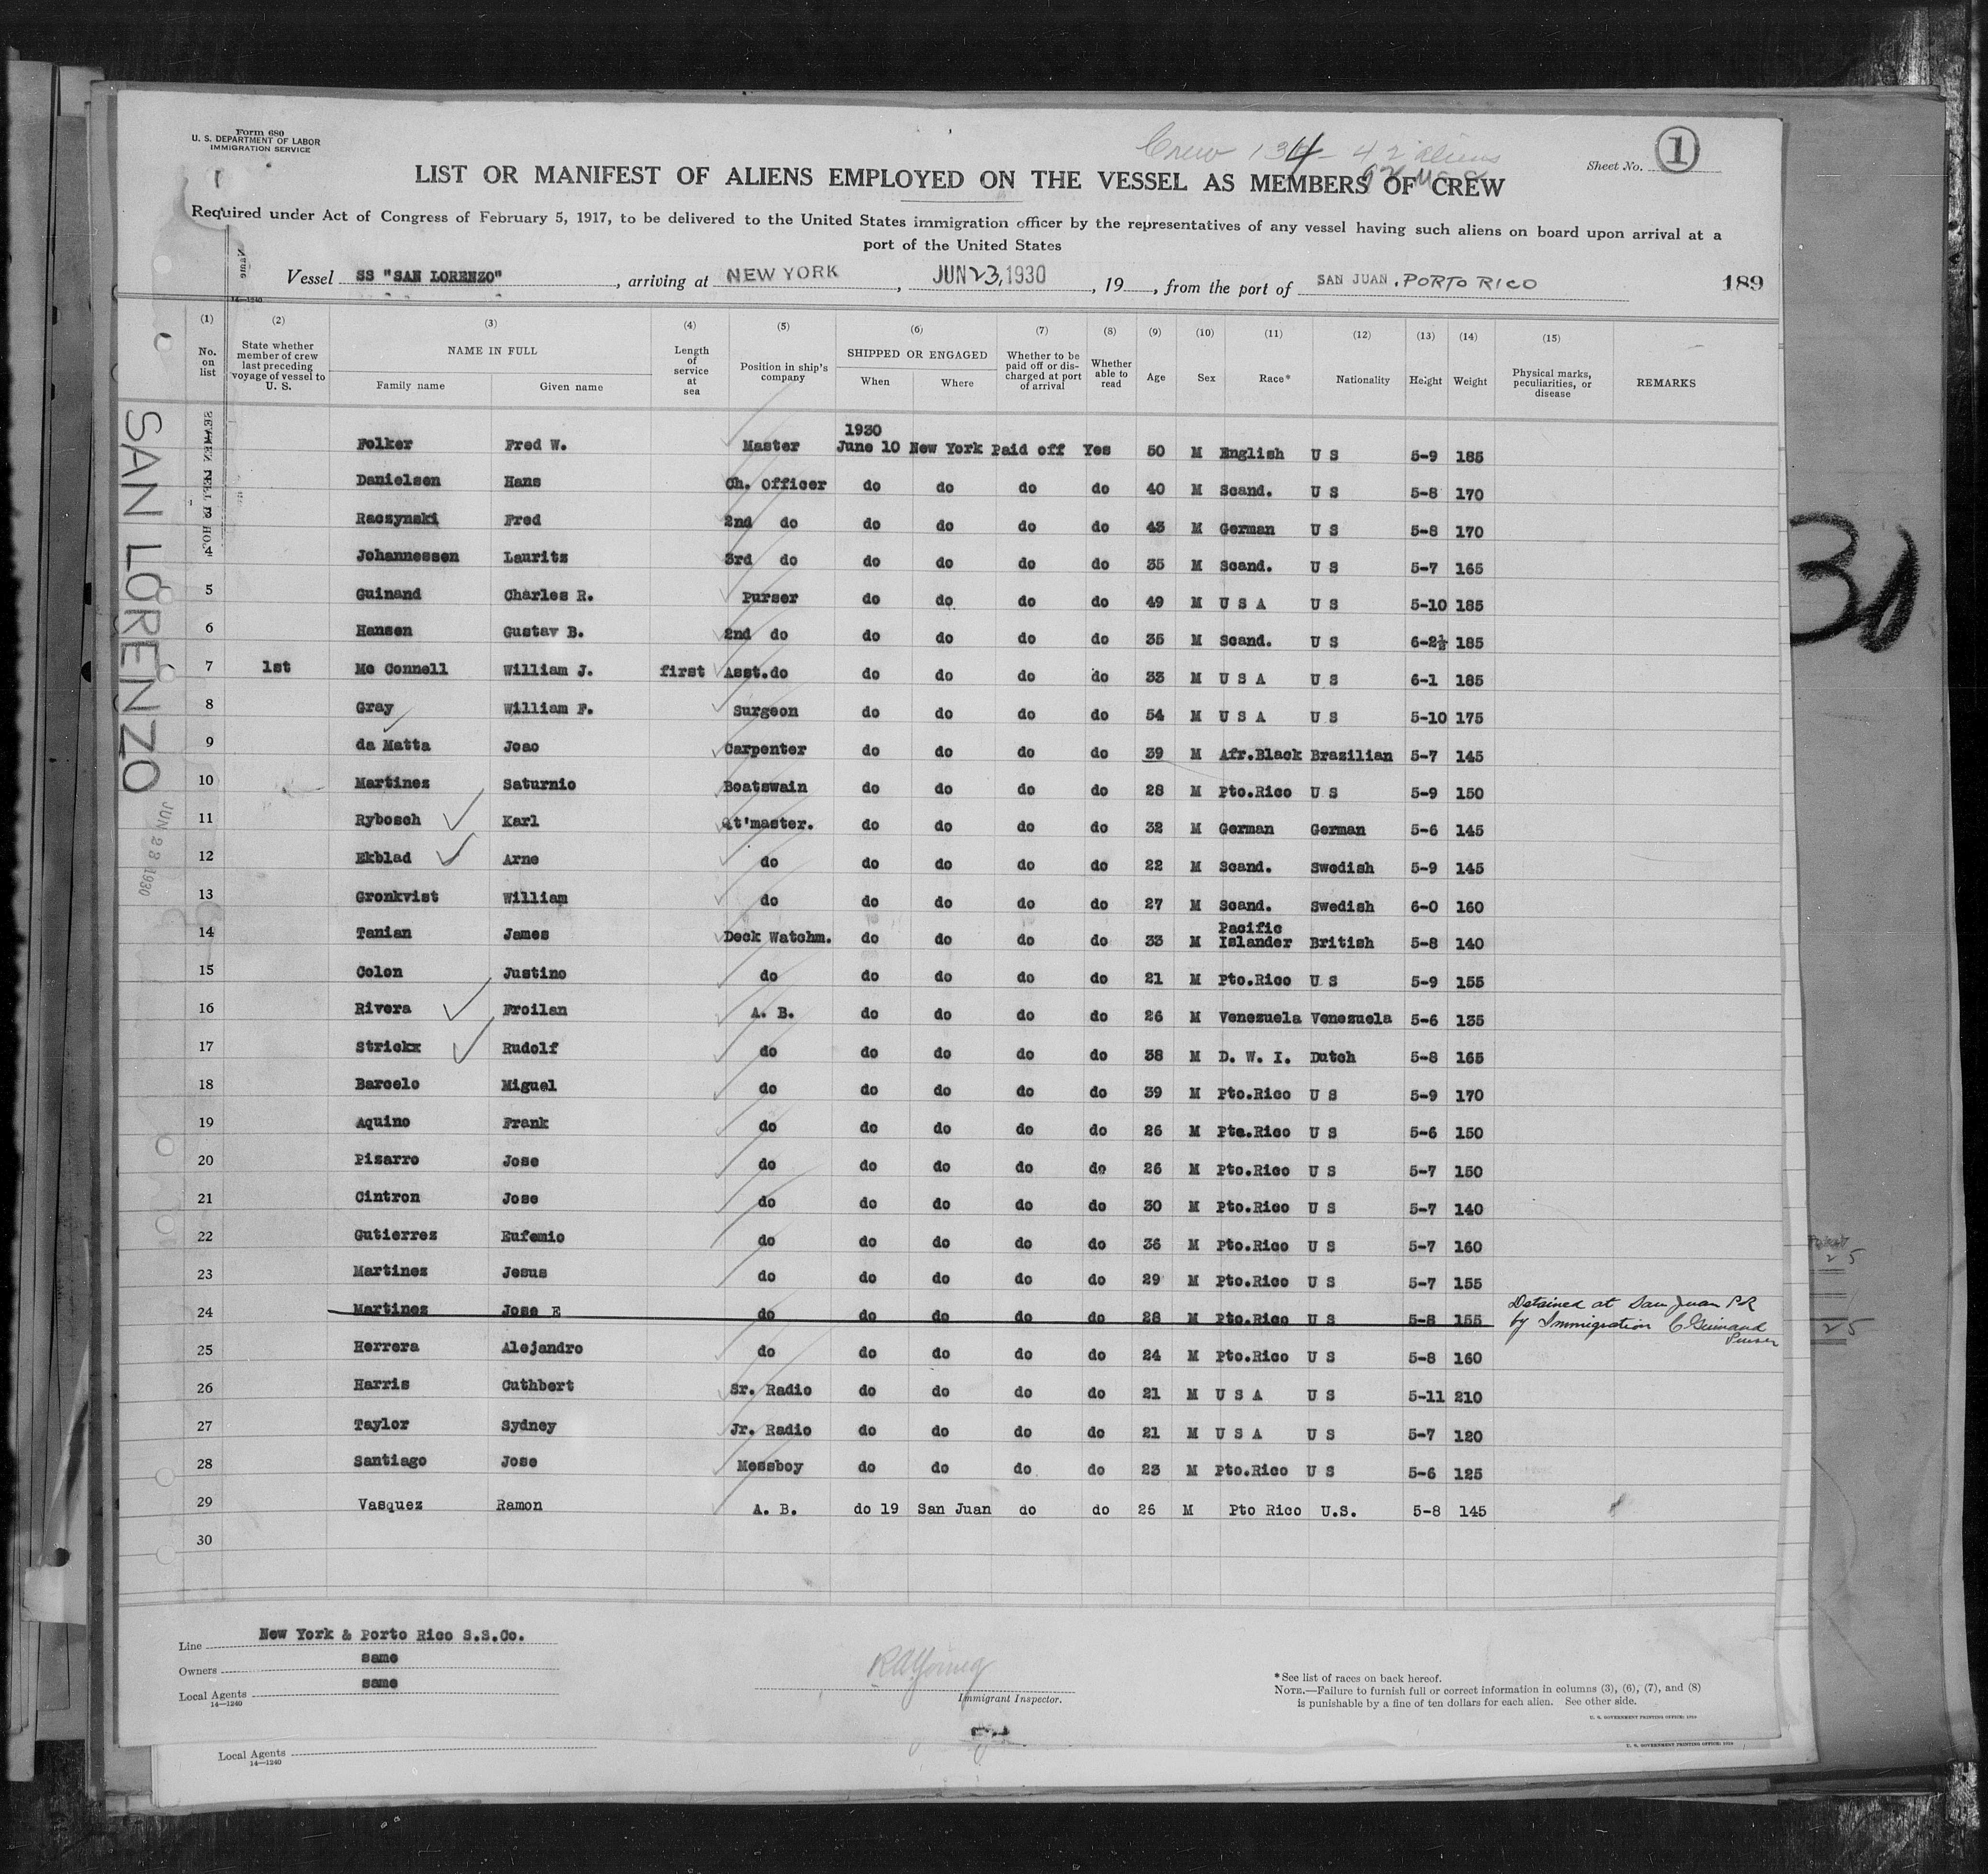 Form 680
U. S. DEPARTMENT OF LABOR
IMMIGRATION SERVICE
Crew 134 - 42 aliens
Sheet No. 1
LIST OR MANIFEST OF ALIENS EMPLOYED ON THE VESSEL AS MEMBERS OF CREW
Required under Act of Congress of February 5, 1917, to be delivered to the United States immigration officer by the representatives of any vessel having such aliens on board upon arrival at a
port of the United States
Vessel SS "SAN LORENZO", arriving at NEW YORK, JUN 23, 1930, 19, from the port of SAN JUAN, PORTO RICO 189
(1) (2) (3) (4) (5) (6) (7) (8) (9) (10) (11) (12) (13) (14) (15)
No. on list State whether member of crew last preceding voyage of vessel to U. S. NAME IN FULL Family name Given name Length of service at sea Position in ship's company SHIPPED OR ENGAGED When Where Whether to be paid off or discharged at port of arrival Whether able to read Age Sex Race* Nationality Height Weight Physical marks, peculiarities, or disease REMARKS
1930
Folker Fred W. Master June 10 New York Paid off Yes 50 M English U S 5-9 185
2 Danielsen Hans Ch. Officer do do do do 40 M Scand. U S 5-8 170
3 Raczynski Fred 2nd do do do do do 43 M German U S 5-8 170
4 Johannessen Lauritz 3rd do do do do do 35 M Scand. U S 5-7 165
5 Guinand Charles R. Purser do do do do 49 M U S A U S 5-10 185
6 Hansen Gustav B. 2nd do do do do do 35 M Scand. U S 6-2½ 185
7 1st Mc Connell William J. first Asst.do do do do do 33 M U S A U S 6-1 185
8 Gray William F. Surgeon do do do do 54 M U S A U S 5-10 175
9 da Matta Joao Carpenter do do do do 39 M Afr.Black Brazilian 5-7 145
10 Martinez Saturnio Boatswain do do do do 28 M Pto.Rico U S 5-9 150
11 Rybosch Karl Qt'master. do do do do 32 M German German 5-6 145
12 Ekblad Arne do do do do do 22 M Scand. Swedish 5-9 145
13 Gronkvist William do do do do do 27 M Scand. Swedish 6-0 160
14 Tanian James Deck Watchm. do do do do 33 M Pacific Islander British 5-8 140
15 Colon Justino do do do do do 21 M Pto.Rico U S 5-9 155
16 Rivera Froilan A. B. do do do do 26 M Venezuela Venezuela 5-6 135
17 Strickx Rudolf do do do do do 38 M D. W. I. Dutch 5-8 165
18 Barcelo Miguel do do do do do 39 M Pto.Rico U S 5-9 170
19 Aquino Frank do do do do do 26 M Pto.Rico U S 5-6 150
20 Pizarro Jose do do do do do 26 M Pto.Rico U S 5-7 150
21 Cintron Jose do do do do do 30 M Pto.Rico U S 5-7 140
22 Gutierrez Eufemio do do do do do 36 M Pto.Rico U S 5-7 160
23 Martinez Jesus do do do do do 29 M Pto.Rico U S 5-7 155
24 Martinez Jose E do do do do do 28 M Pto.Rico U S 5-8 155 Detained at San Juan PR
by Immigration C Guinand
Purser
25 Herrera Alejandro do do do do do 24 M Pto.Rico U S 5-8 160
26 Harris Cuthbert Sr. Radio do do do do 21 M U S A U S 5-11 210
27 Taylor Sydney Jr. Radio do do do do 21 M U S A U S 5-7 120
28 Santiago Jose Messboy do do do do 23 M Pto.Rico U S 5-6 125
29 Vasquez Ramon A. B. do 19 San Juan do do 26 M Pto Rico U.S. 5-8 145
30
SAN LORENZO
JUN 23 1930
30
25
25
Line New York & Porto Rico S.S.Co.
Owners same
Local Agents same
14—1240
RAYoung
Immigrant Inspector.
*See list of races on back hereof.
NOTE.—Failure to furnish full or correct information in columns (3), (6), (7), and (8)
is punishable by a fine of ten dollars for each alien. See other side.
Local Agents
14—1240